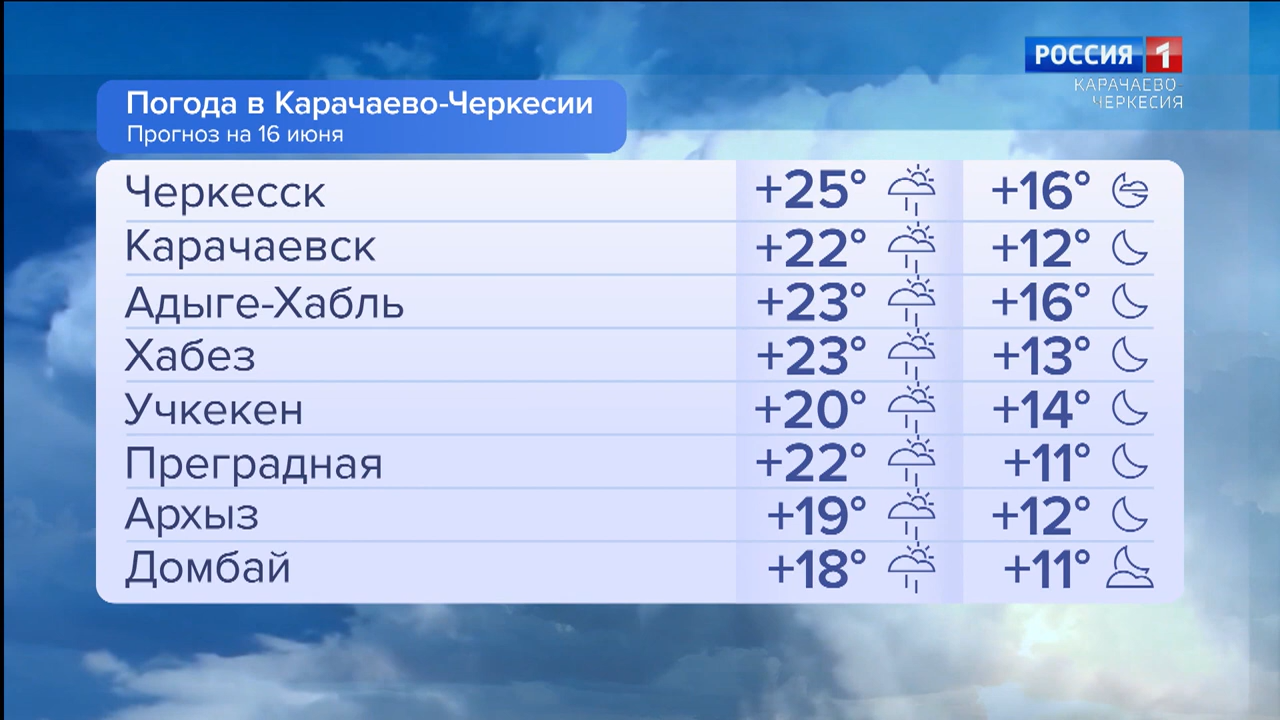 РОССИЯ 1
КАРАЧАЕВО-
ЧЕРКЕСИЯ
Погода в Карачаево-Черкесии
Прогноз на 16 июня
Черкесск +25° +16°
Карачаевск +22° +12°
Адыге-Хабль +23° +16°
Хабез +23° +13°
Учкекен +20° +14°
Преградная +22° +11°
Архыз +19° +12°
Домбай +18° +11°